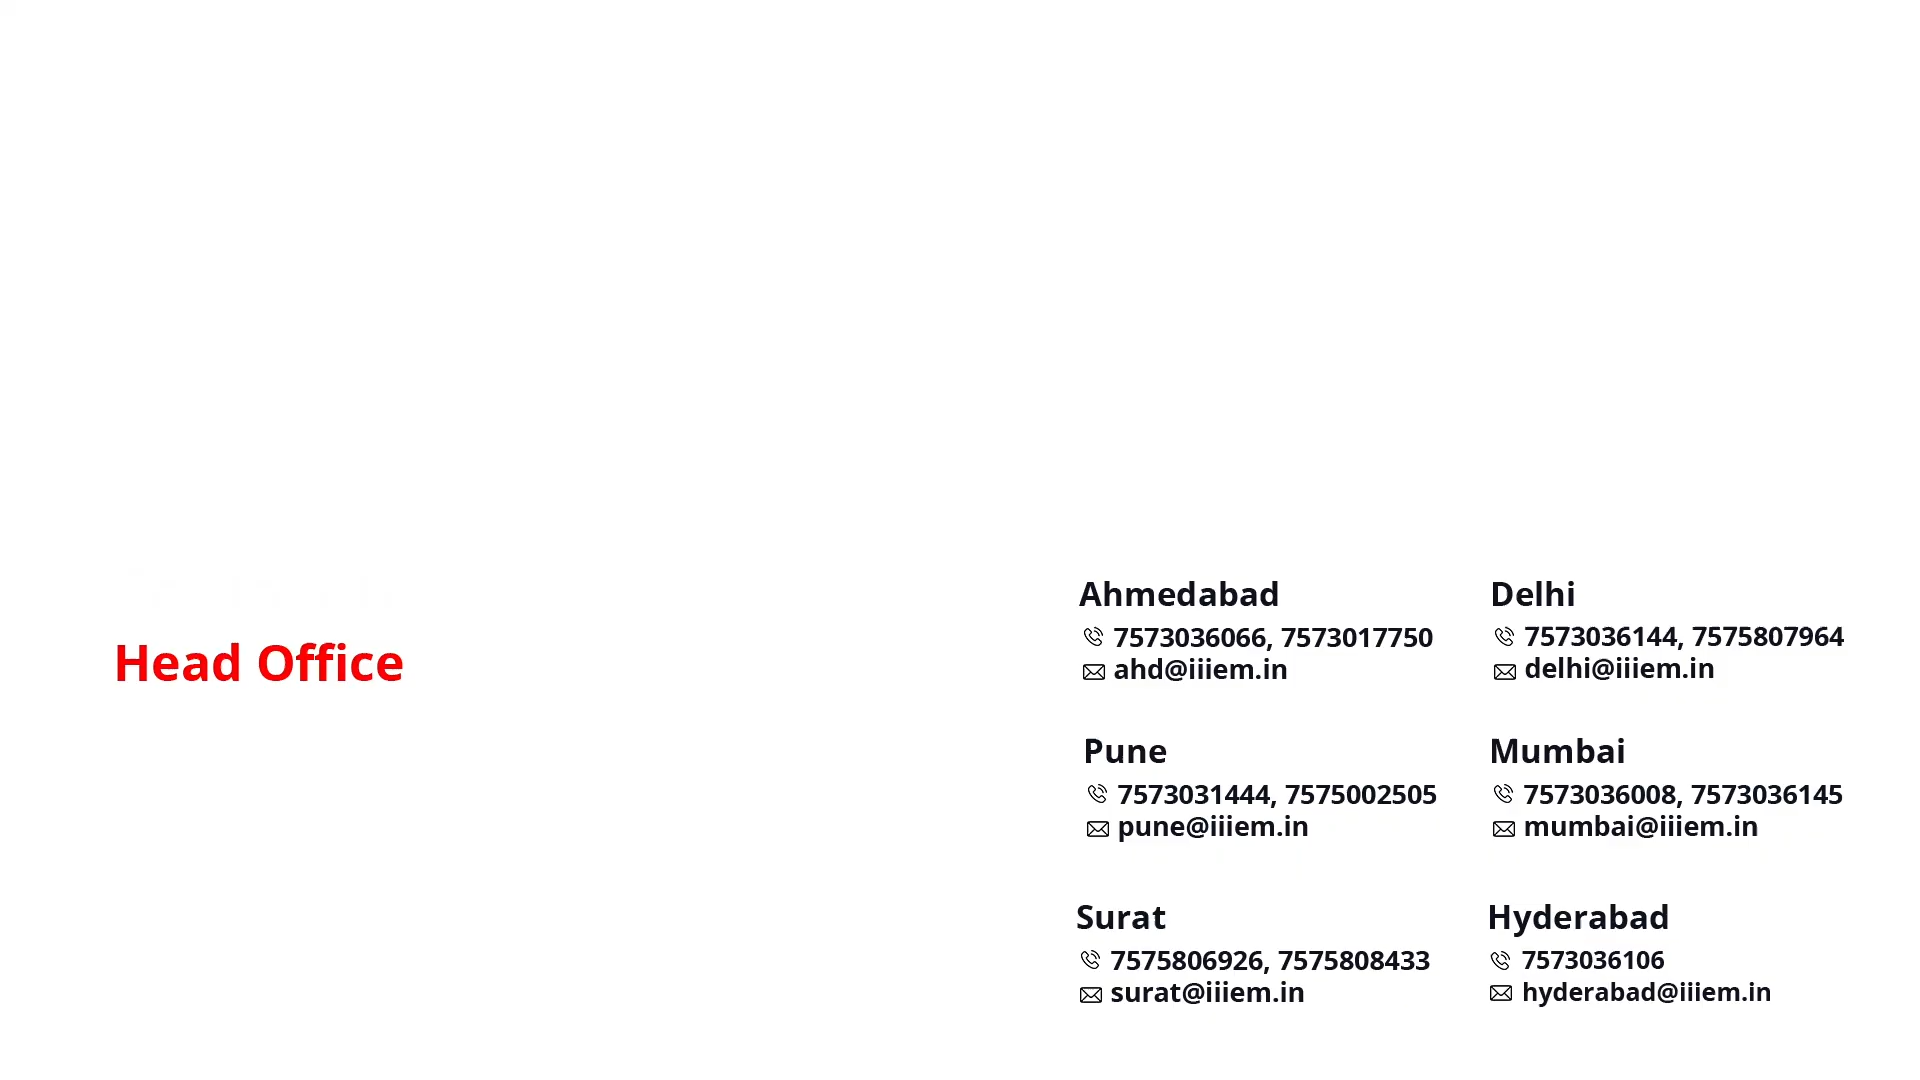 Head Office
Ahmedabad
7573036066, 7573017750
ahd@iiiem.in
Delhi
7573036144, 7575807964
delhi@iiiem.in
Pune
7573031444, 7575002505
pune@iiiem.in
Mumbai
7573036008, 7573036145
mumbai@iiiem.in
Surat
7575806926, 7575808433
surat@iiiem.in
Hyderabad
7573036106
hyderabad@iiiem.in